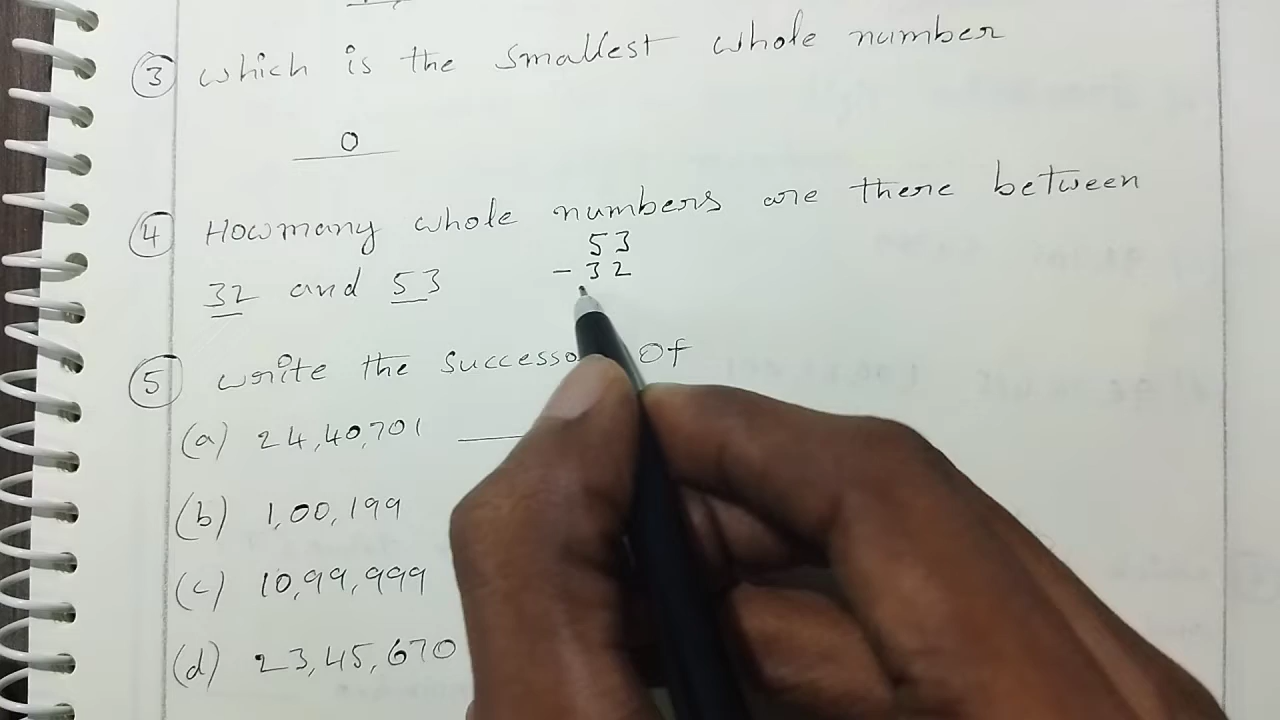 ③ which is the smallest whole number
0
④ Howmany whole numbers are there between
53
32 and 53 - 32
⑤ write the successor of
(a) 24,40,701
(b) 1,00,199
(c) 10,99,999
(d) 23,45,670